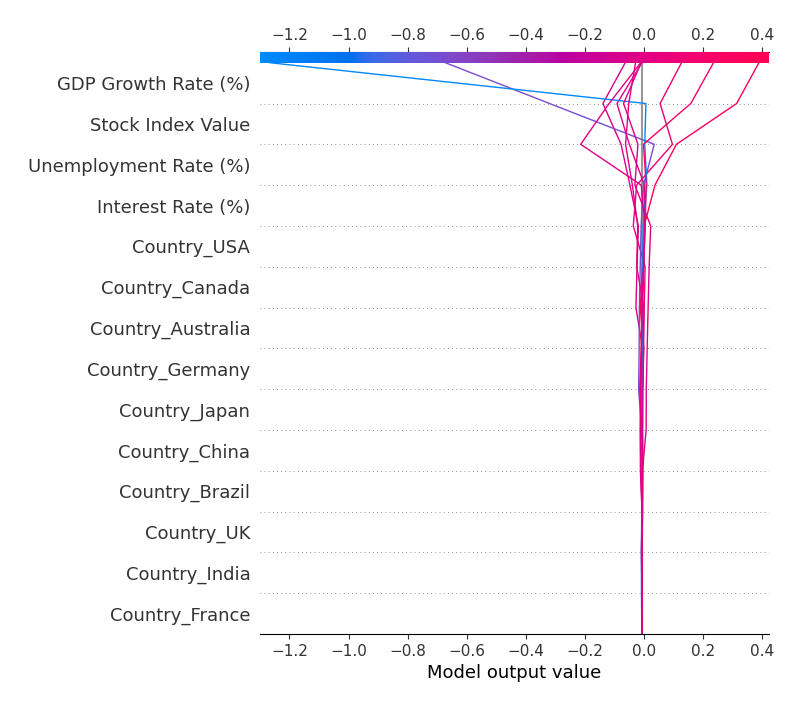 −1.2 −1.0 −0.8 −0.6 −0.4 −0.2 0.0 0.2 0.4
GDP Growth Rate (%)
Stock Index Value
Unemployment Rate (%)
Interest Rate (%)
Country_USA
Country_Canada
Country_Australia
Country_Germany
Country_Japan
Country_China
Country_Brazil
Country_UK
Country_India
Country_France
−1.2 −1.0 −0.8 −0.6 −0.4 −0.2 0.0 0.2 0.4
Model output value